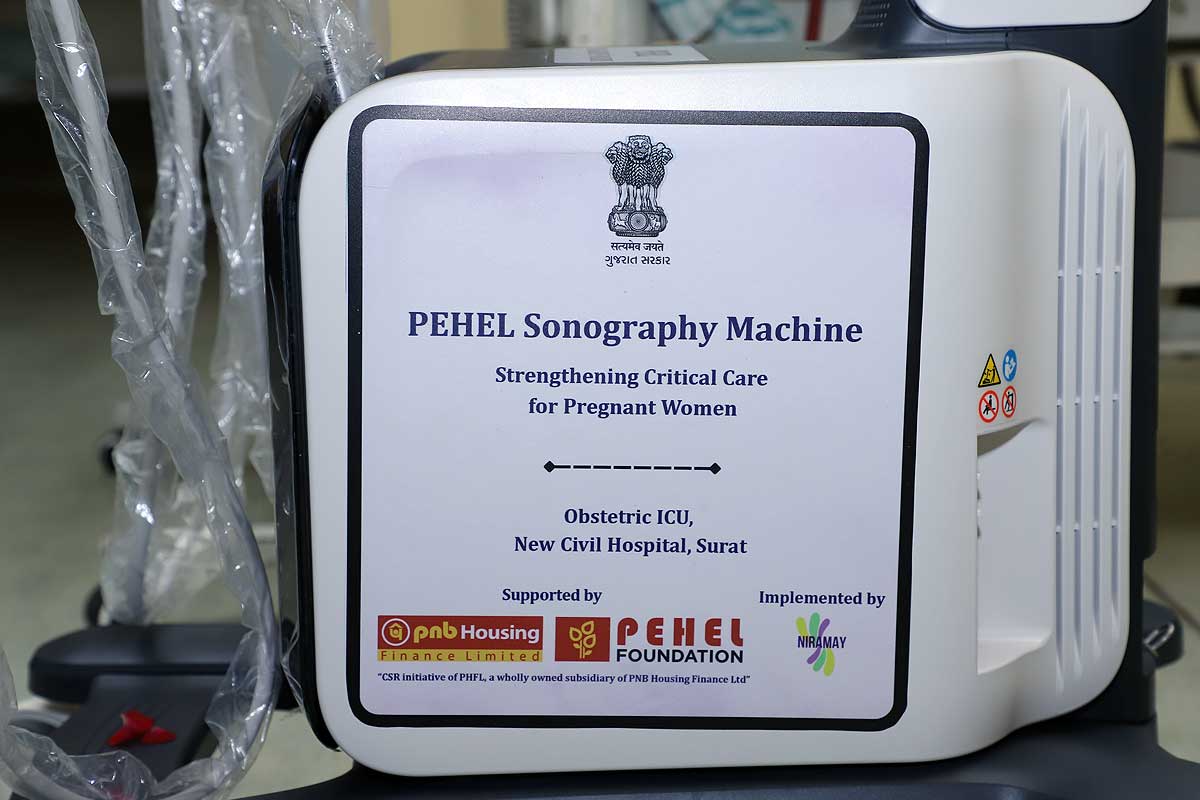 सत्यमेव जयते
ગુજરાત સરકાર
PEHEL Sonography Machine
Strengthening Critical Care
for Pregnant Women
Obstetric ICU,
New Civil Hospital, Surat
Supported by
Implemented by
pnb Housing
Finance Limited
PEHEL
FOUNDATION
NIRAMAY
"CSR initiative of PHFL, a wholly owned subsidiary of PNB Housing Finance Ltd"